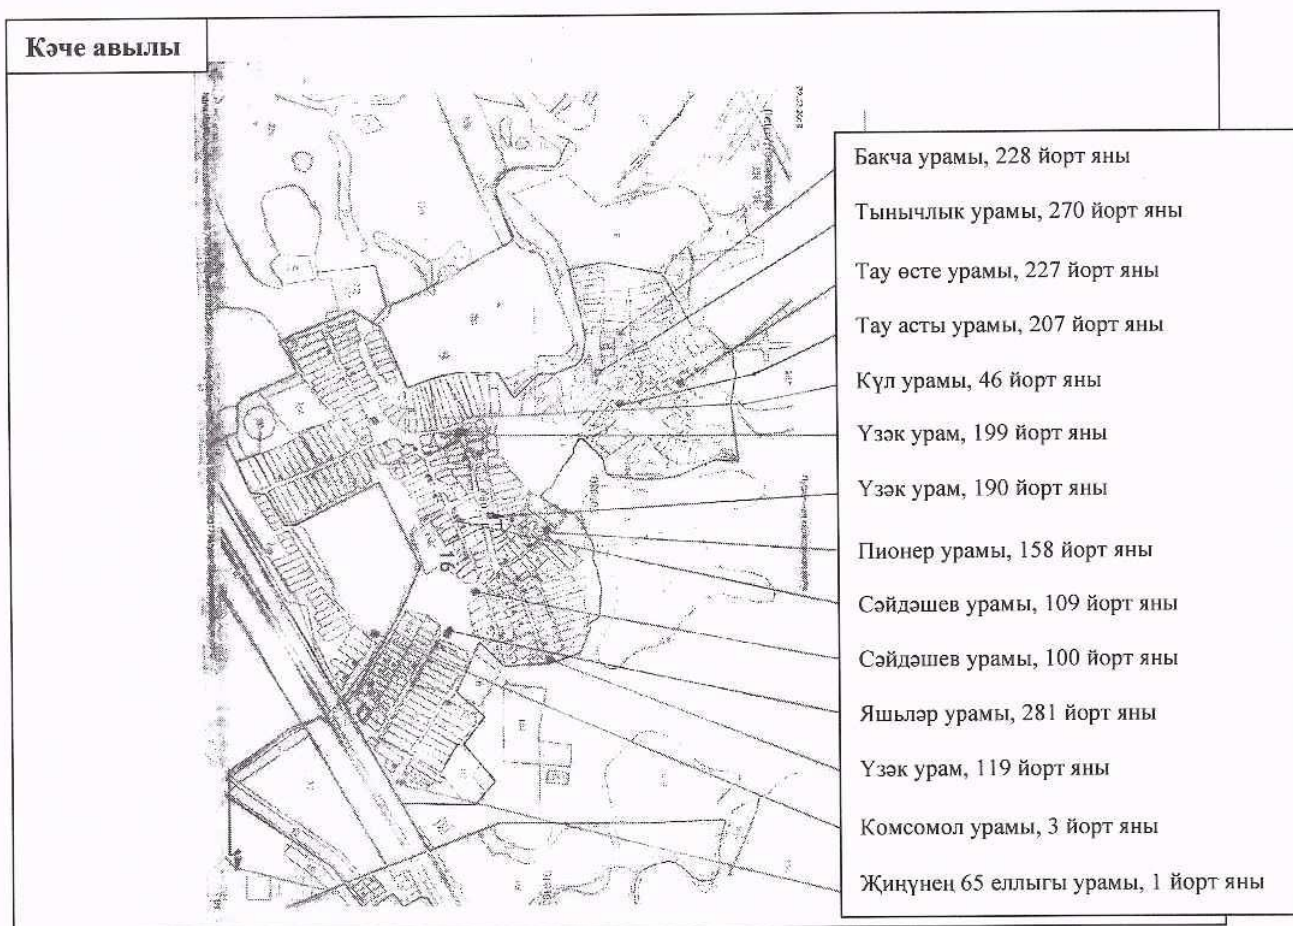 Кәче авылы
Бакча урамы, 228 йорт яны
Тынычлык урамы, 270 йорт яны
Тау өсте урамы, 227 йорт яны
Тау асты урамы, 207 йорт яны
Күл урамы, 46 йорт яны
Үзәк урам, 199 йорт яны
Үзәк урам, 190 йорт яны
Пионер урамы, 158 йорт яны
Сәйдәшев урамы, 109 йорт яны
Сәйдәшев урамы, 100 йорт яны
Яшьләр урамы, 281 йорт яны
Үзәк урам, 119 йорт яны
Комсомол урамы, 3 йорт яны
Җиңүнең 65 еллыгы урамы, 1 йорт яны
16